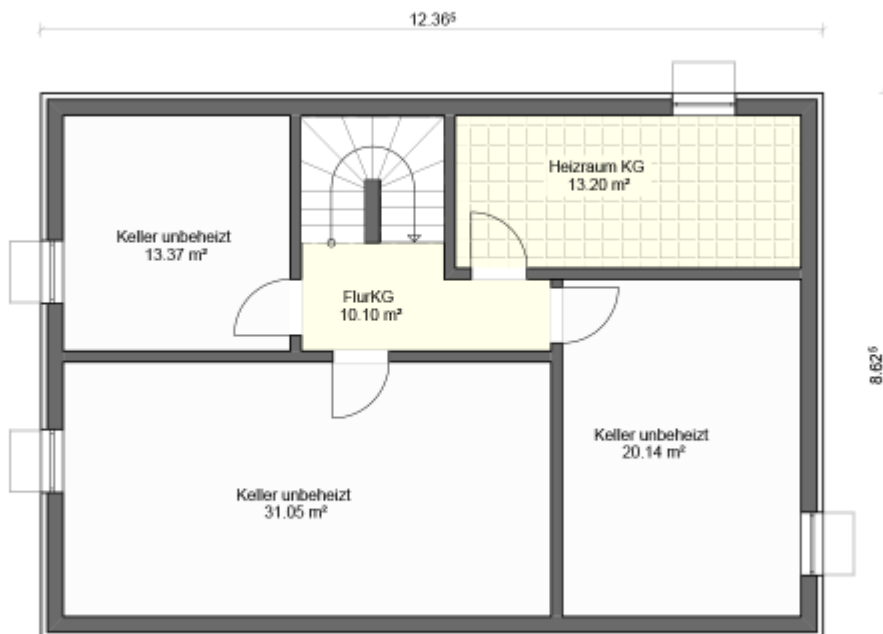 12.36⁵
Heizraum KG
13.20 m²
Keller unbeheizt
13.37 m²
FlurKG
10.10 m²
8.62⁵
Keller unbeheizt
20.14 m²
Keller unbeheizt
31.05 m²